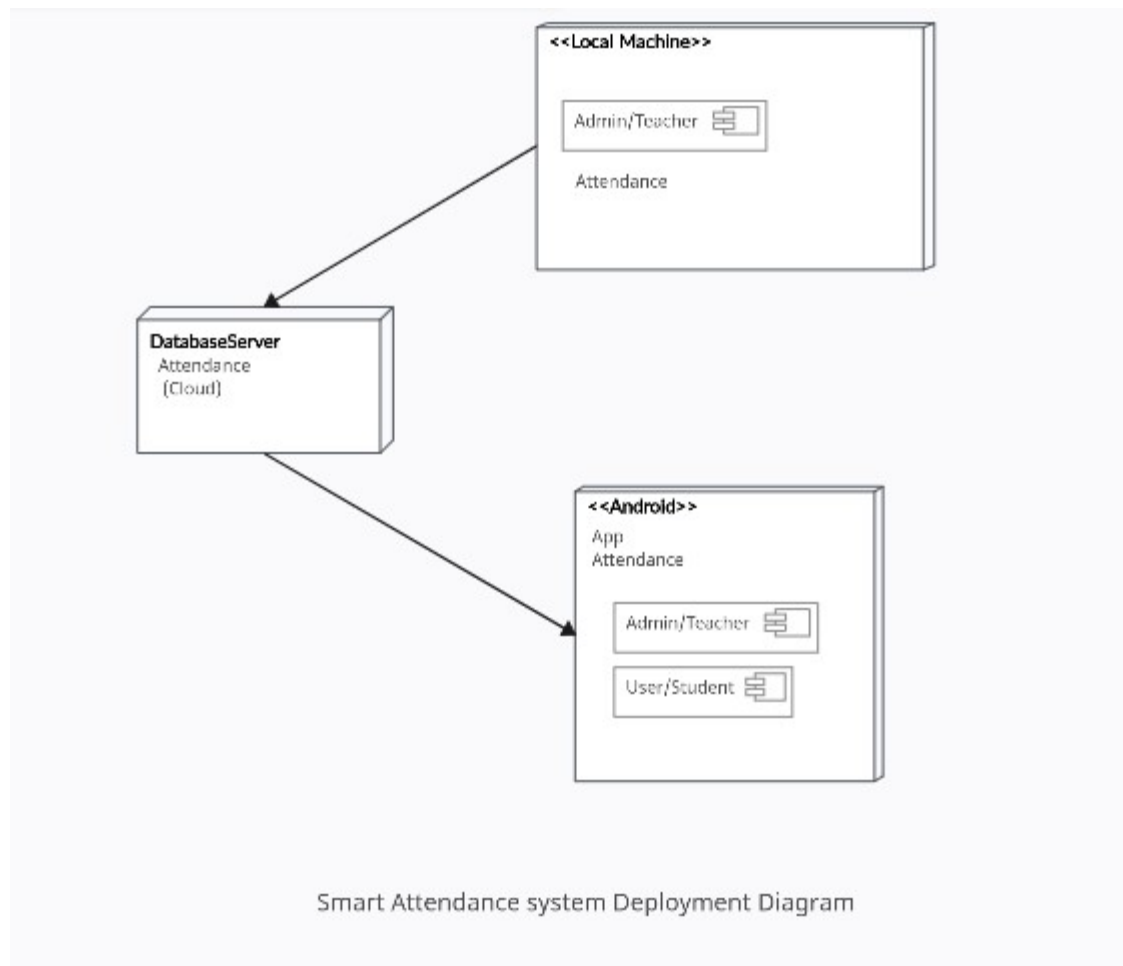 <<Local Machine>>
Admin/Teacher
Attendance
DatabaseServer
Attendance
(Cloud)
<<Android>>
App
Attendance
Admin/Teacher
User/Student
Smart Attendance system Deployment Diagram